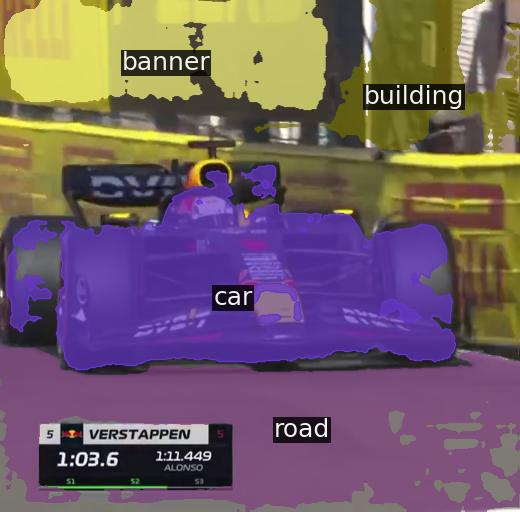 banner
building
car
road
5 VERSTAPPEN 5
1:03.6 1:11.449
ALONSO
S1 S2 S3